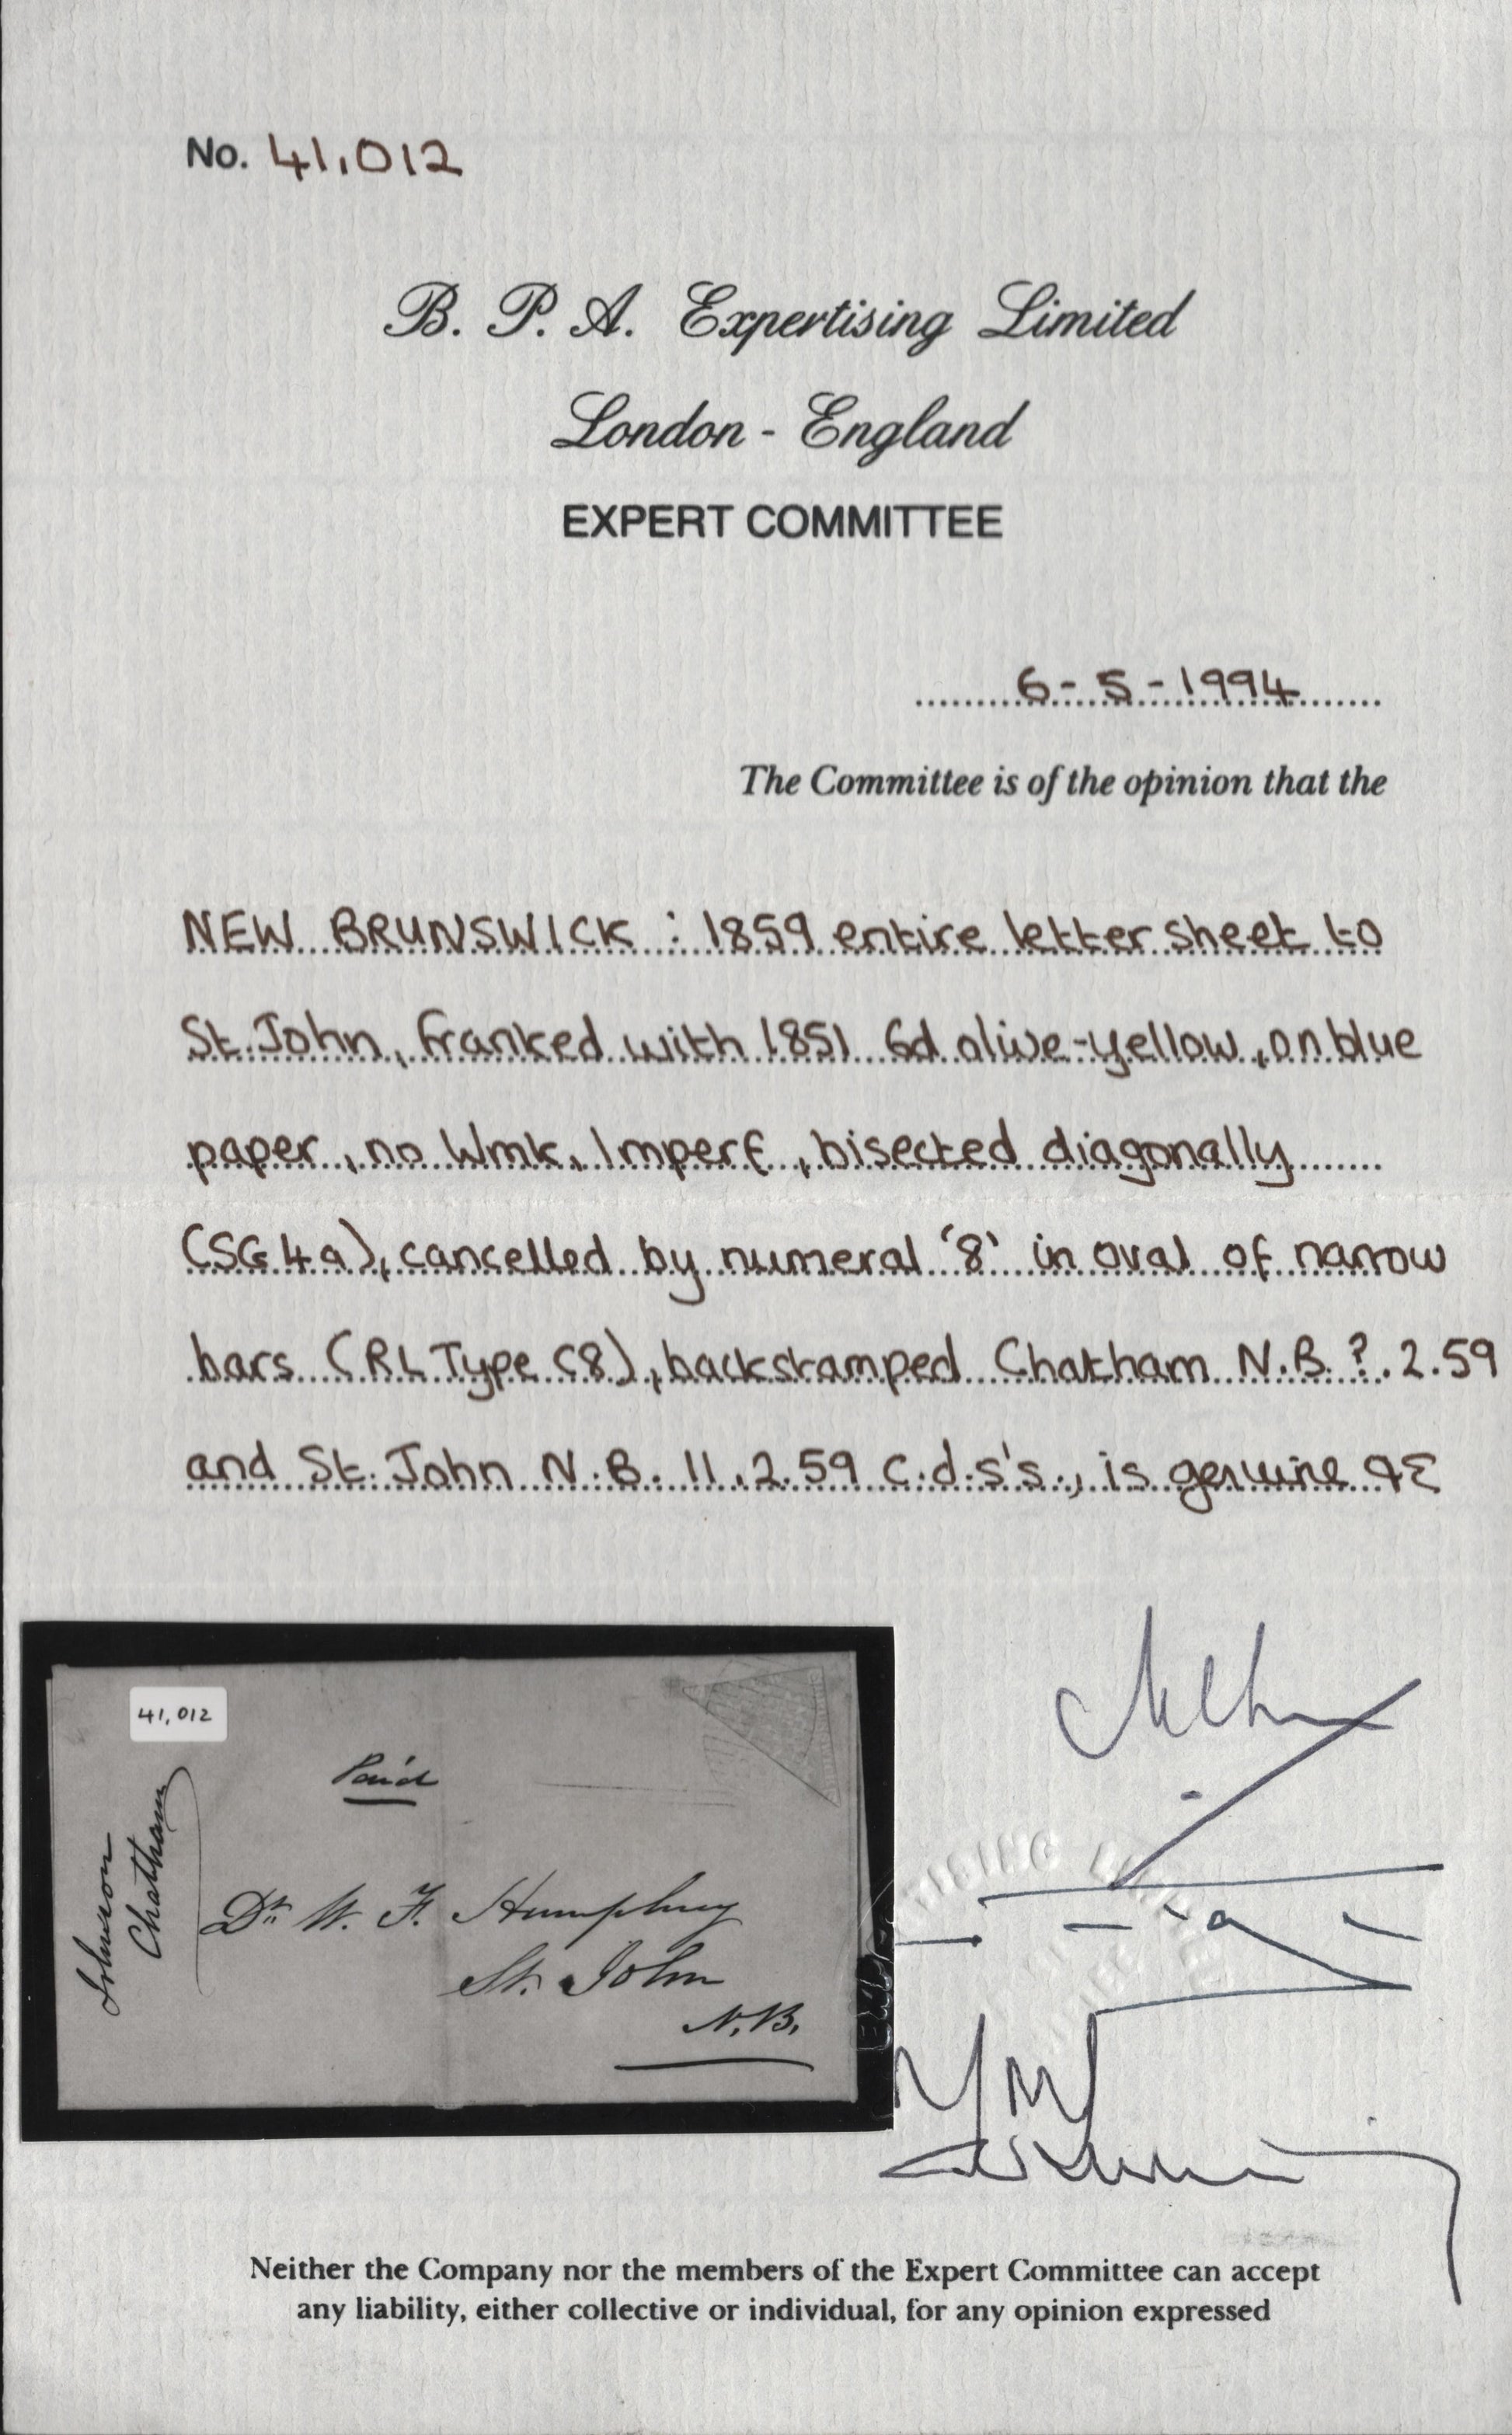 No. 41,012
B. P. A. Expertising Limited
London - England
EXPERT COMMITTEE
6-5-1994
The Committee is of the opinion that the
NEW BRUNSWICK : 1859 entire letter sheet to
St. John, franked with 1851 6d olive-yellow, on blue
paper, no Wmk, Imperf, bisected diagonally
(SG 4a), cancelled by numeral '8' in oval of narrow
bars (RL Type C8), backstamped Chatham N.B. ?.2.59
and St. John N.B. 11.2.59 c.d.s's., is genuine
41,012
Paid
Johnson
Chatham
Dr. W. F. Humphrey
St. John
N.B.
Neither the Company nor the members of the Expert Committee can accept
any liability, either collective or individual, for any opinion expressed